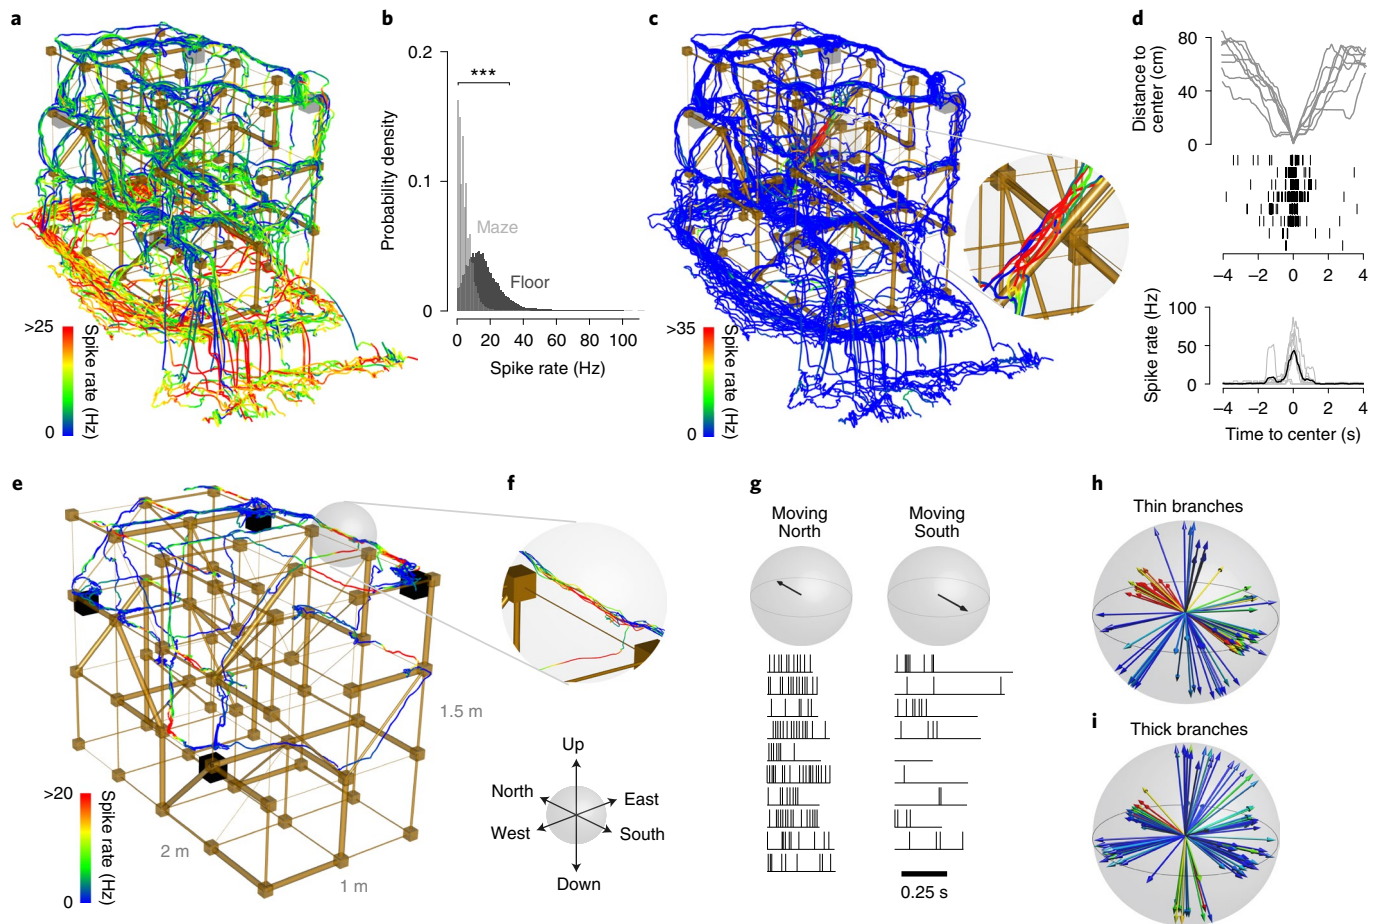 a
>25
0
Spike rate (Hz)
b
0.2
0.1
0
Probability density
***
Maze
Floor
0 20 40 60 80 100
Spike rate (Hz)
c
>35
0
Spike rate (Hz)
d
80
40
0
Distance to
center (cm)
–4 –2 0 2 4
100
50
0
Spike rate (Hz)
–4 –2 0 2 4
Time to center (s)
e
1.5 m
2 m
1 m
>20
0
Spike rate (Hz)
f
Up
North
East
West
South
Down
g
Moving
North
Moving
South
0.25 s
h
Thin branches
i
Thick branches